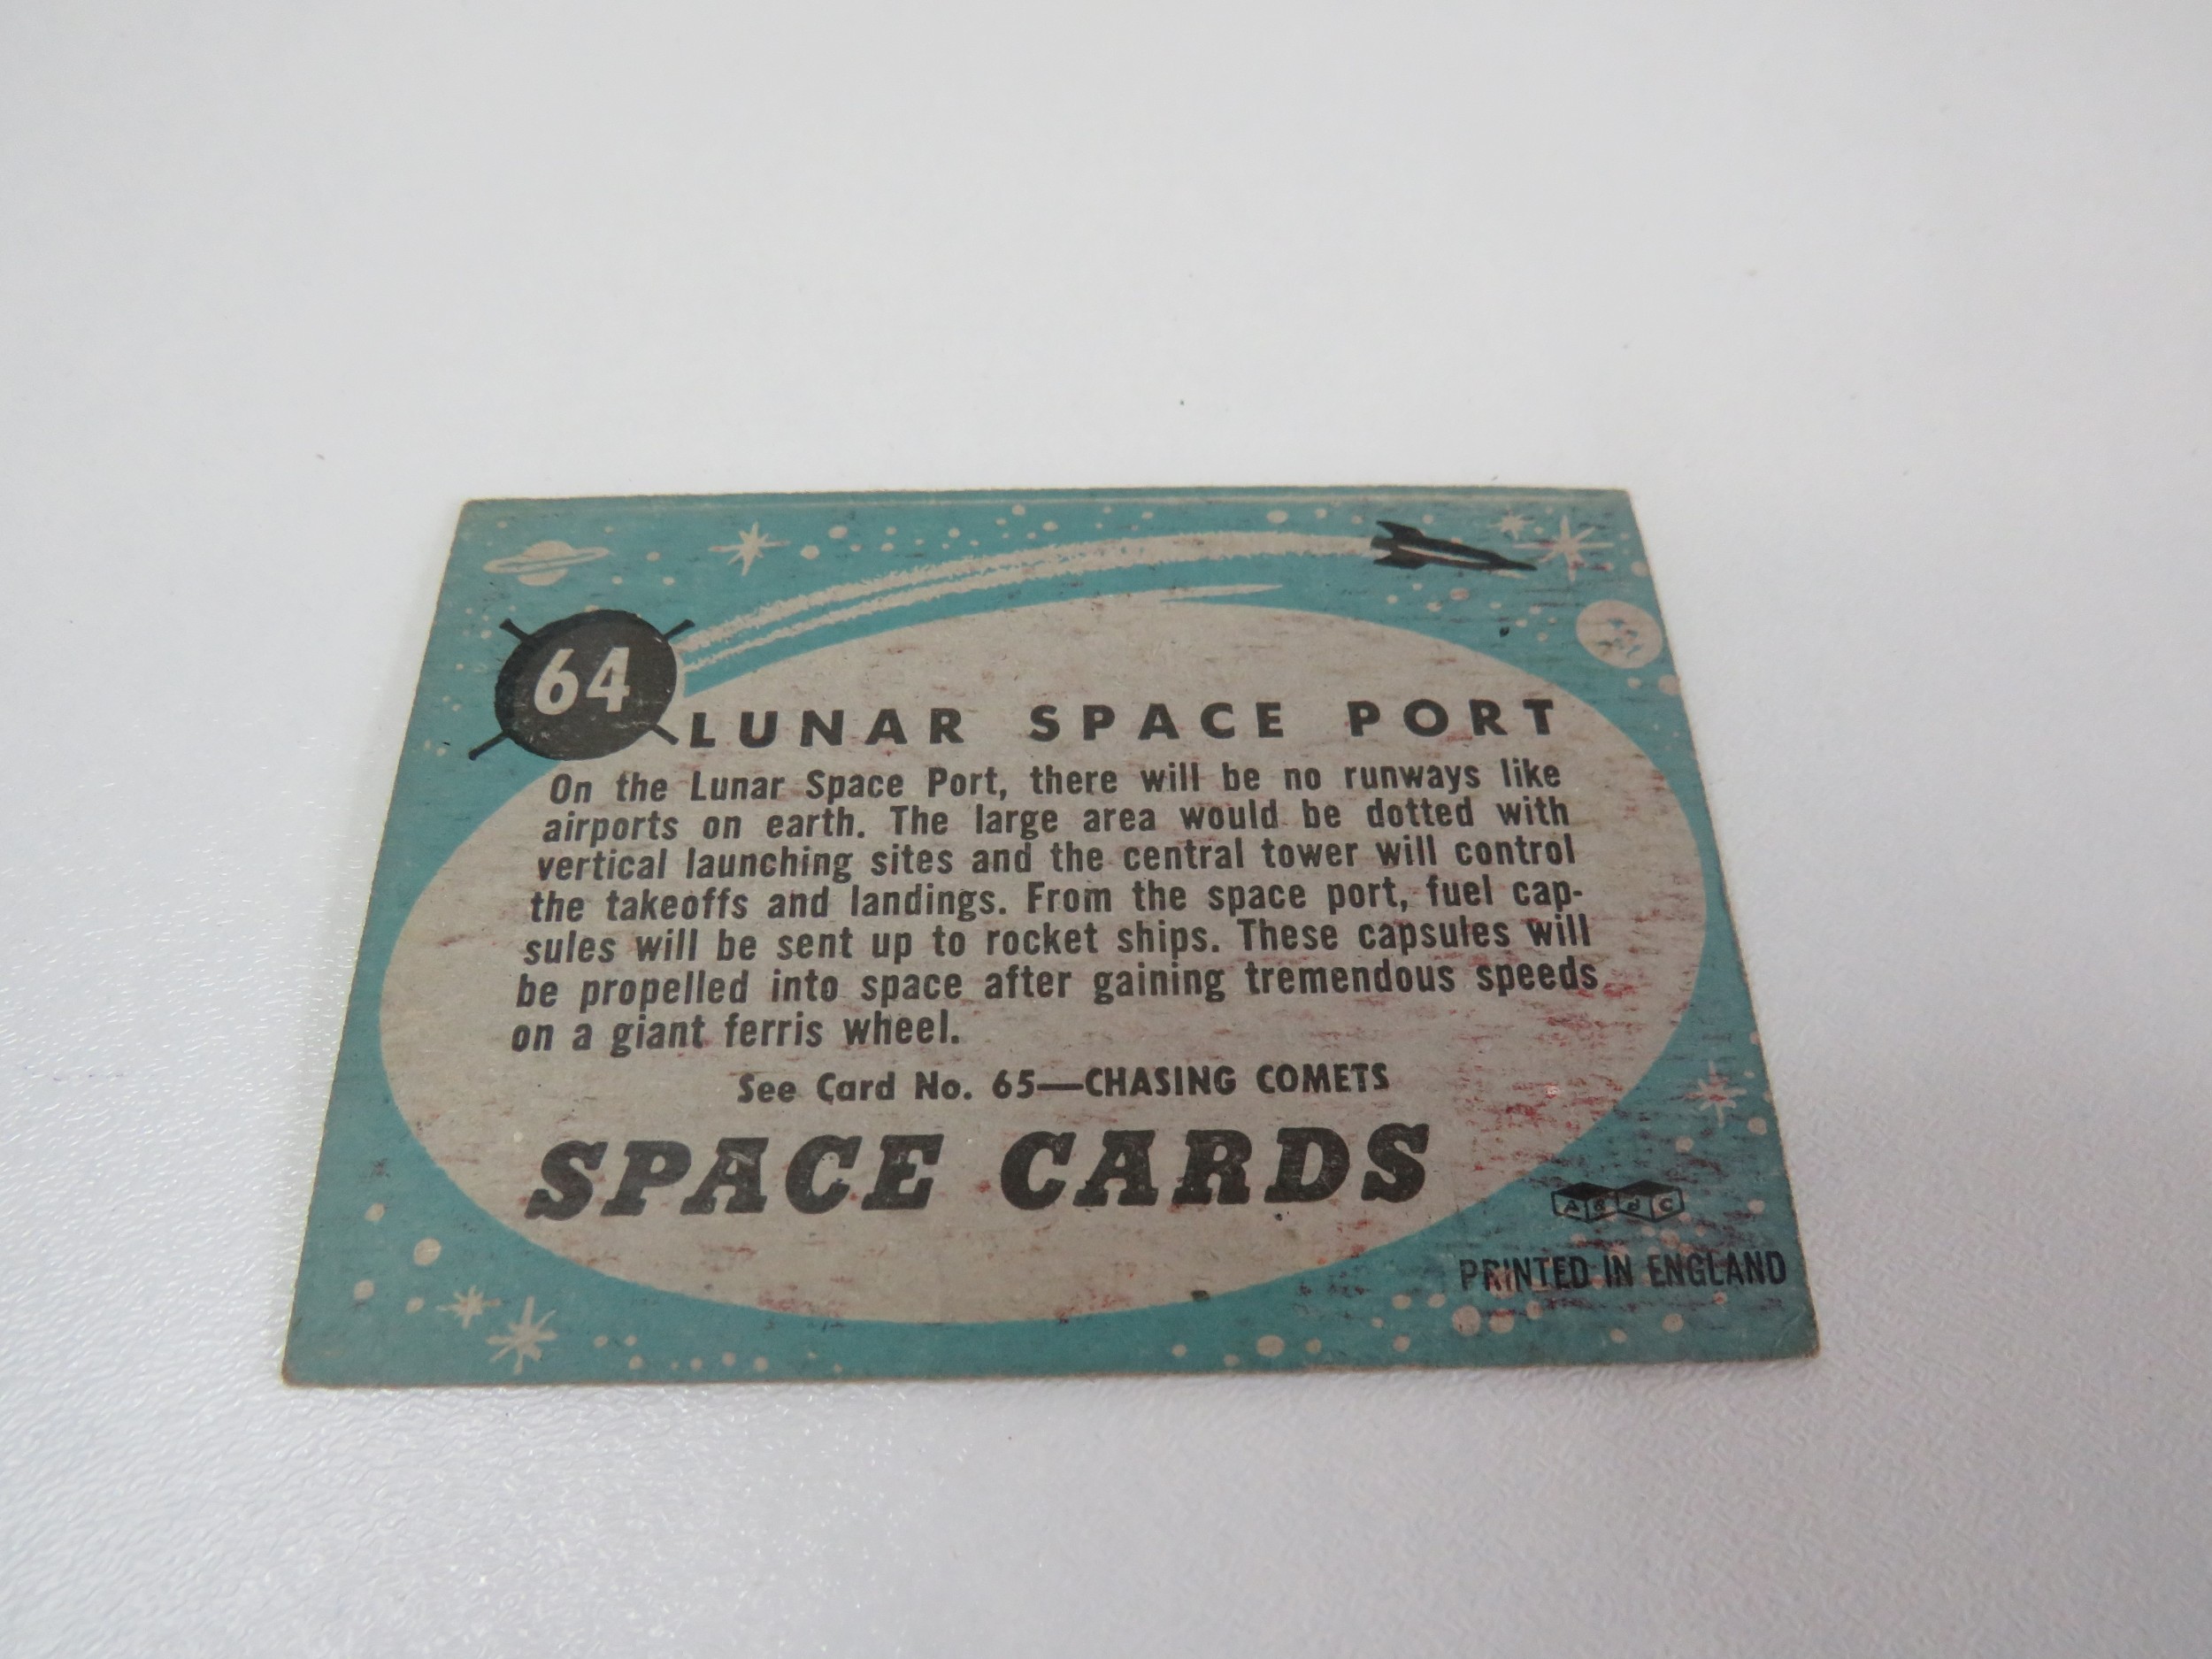 64
LUNAR SPACE PORT
On the Lunar Space Port, there will be no runways like
airports on earth. The large area would be dotted with
vertical launching sites and the central tower will control
the takeoffs and landings. From the space port, fuel cap-
sules will be sent up to rocket ships. These capsules will
be propelled into space after gaining tremendous speeds
on a giant ferris wheel.
See Card No. 65—CHASING COMETS
SPACE CARDS
A&BC
PRINTED IN ENGLAND